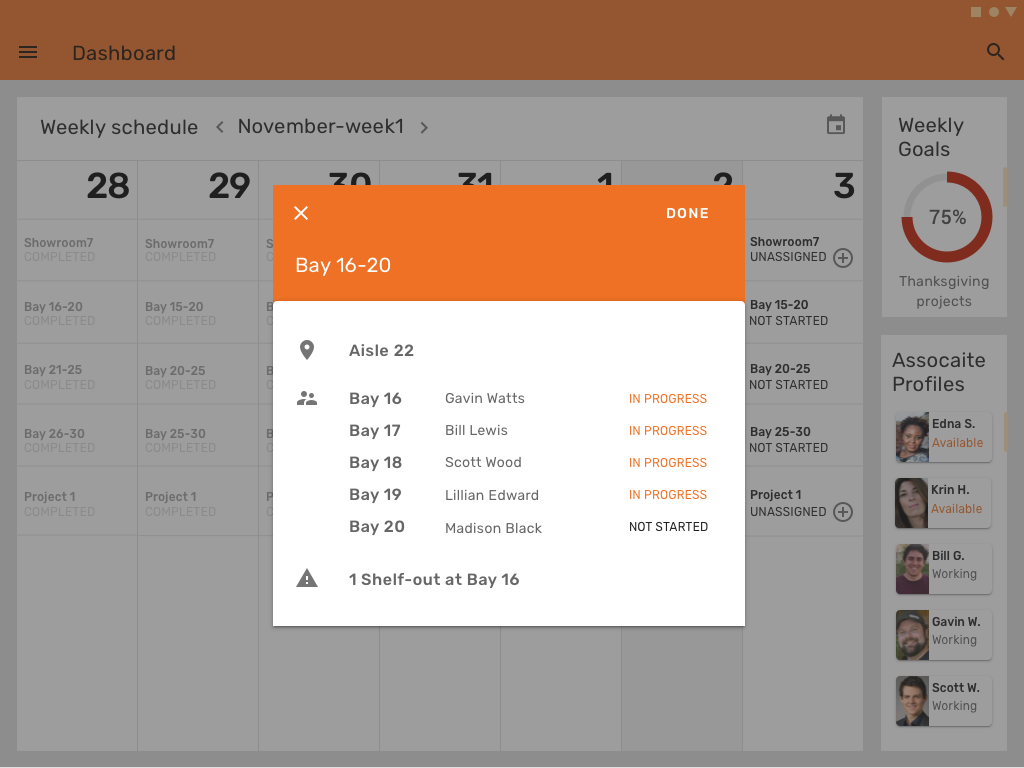 Dashboard
Weekly schedule
November-week1
28
29
30
31
1
2
3
Showroom7
COMPLETED
Showroom7
COMPLETED
S
Showroom7
UNASSIGNED
Bay 16-20
COMPLETED
Bay 15-20
COMPLETED
B
Bay 15-20
NOT STARTED
Bay 21-25
COMPLETED
Bay 20-25
COMPLETED
B
Bay 20-25
NOT STARTED
Bay 26-30
COMPLETED
Bay 25-30
COMPLETED
B
Bay 25-30
NOT STARTED
Project 1
COMPLETED
Project 1
COMPLETED
P
Project 1
UNASSIGNED
DONE
Bay 16-20
Aisle 22
Bay 16 Gavin Watts IN PROGRESS
Bay 17 Bill Lewis IN PROGRESS
Bay 18 Scott Wood IN PROGRESS
Bay 19 Lillian Edward IN PROGRESS
Bay 20 Madison Black NOT STARTED
1 Shelf-out at Bay 16
Weekly
Goals
75%
Thanksgiving
projects
Assocaite
Profiles
Edna S.
Available
Krin H.
Available
Bill G.
Working
Gavin W.
Working
Scott W.
Working